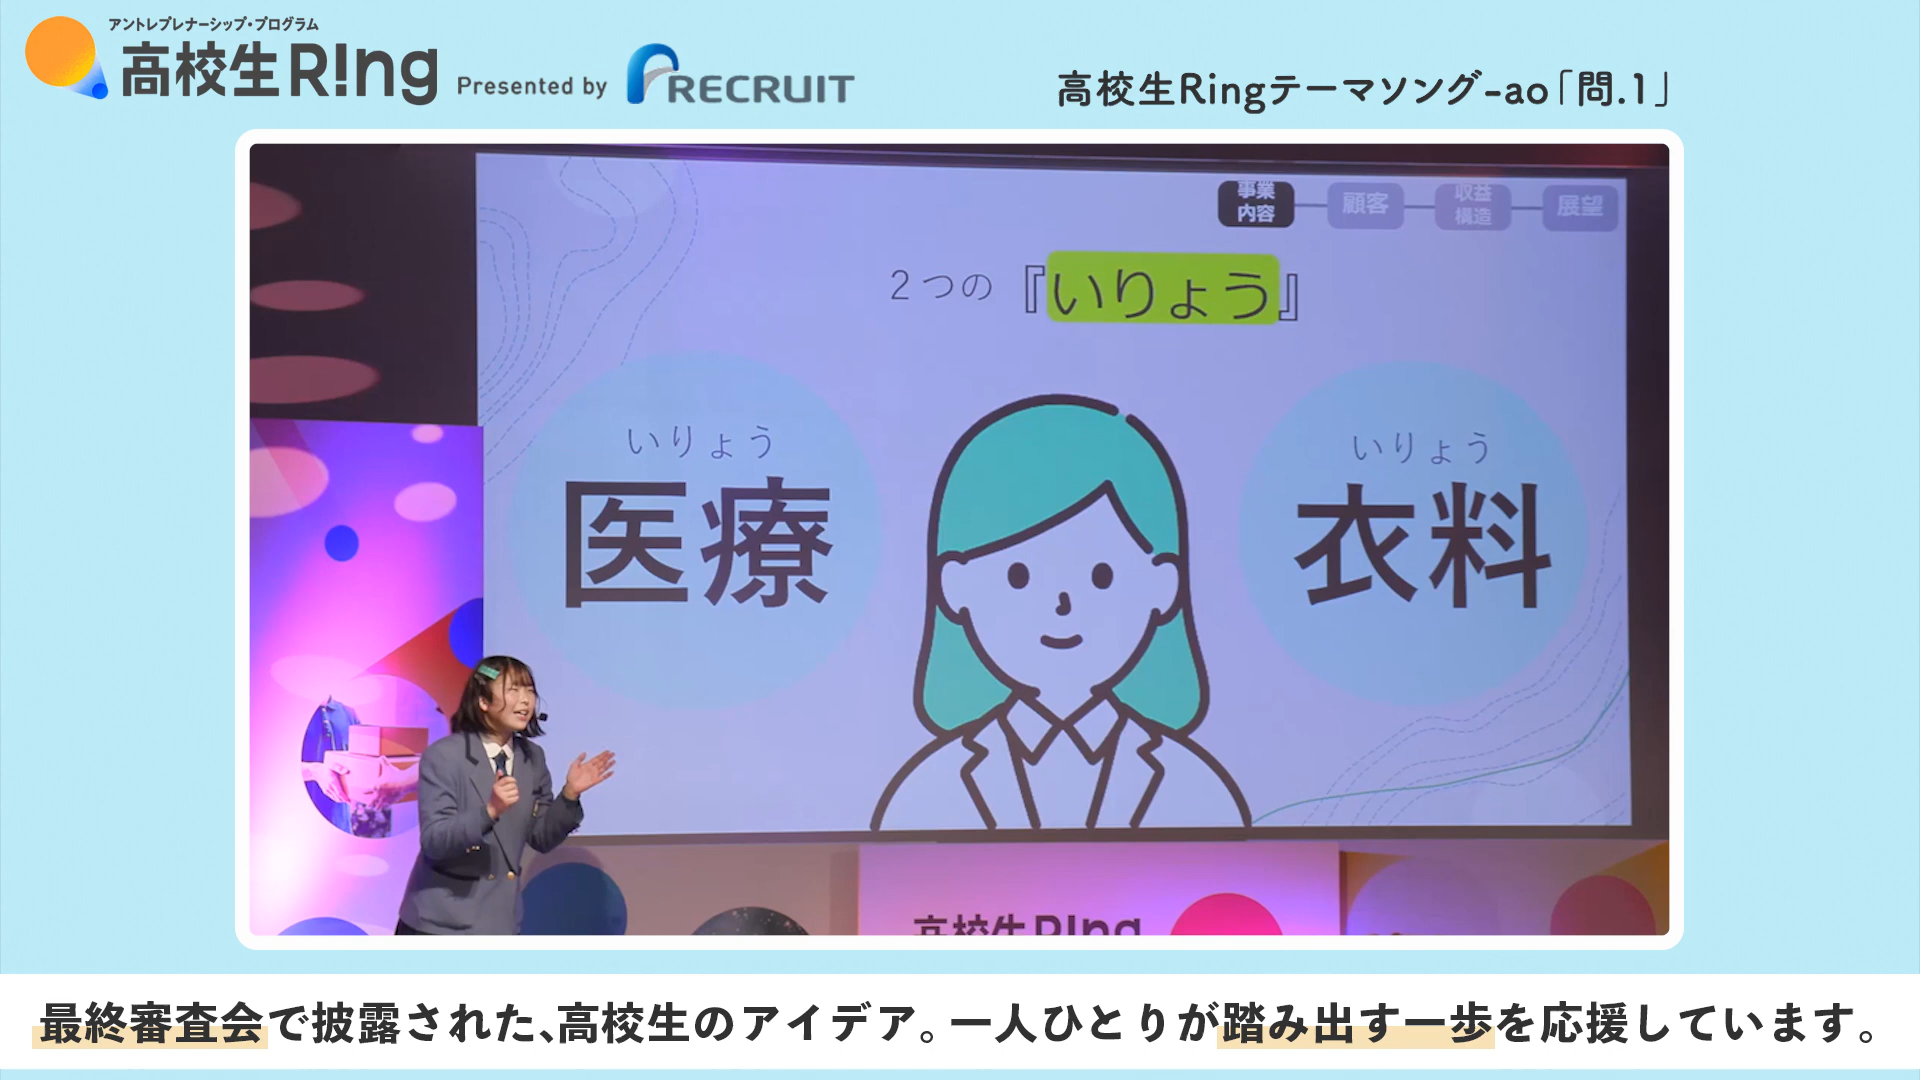 アントレプレナーシップ・プログラム
高校生R!ng
Presented by
RECRUIT
高校生Ringテーマソング-ao「問.1」
事業
内容
顧客
収益
構造
展望
2つの『いりょう』
いりょう
医療
いりょう
衣料
高校生R!ng
最終審査会で披露された、高校生のアイデア。一人ひとりが踏み出す一歩を応援しています。